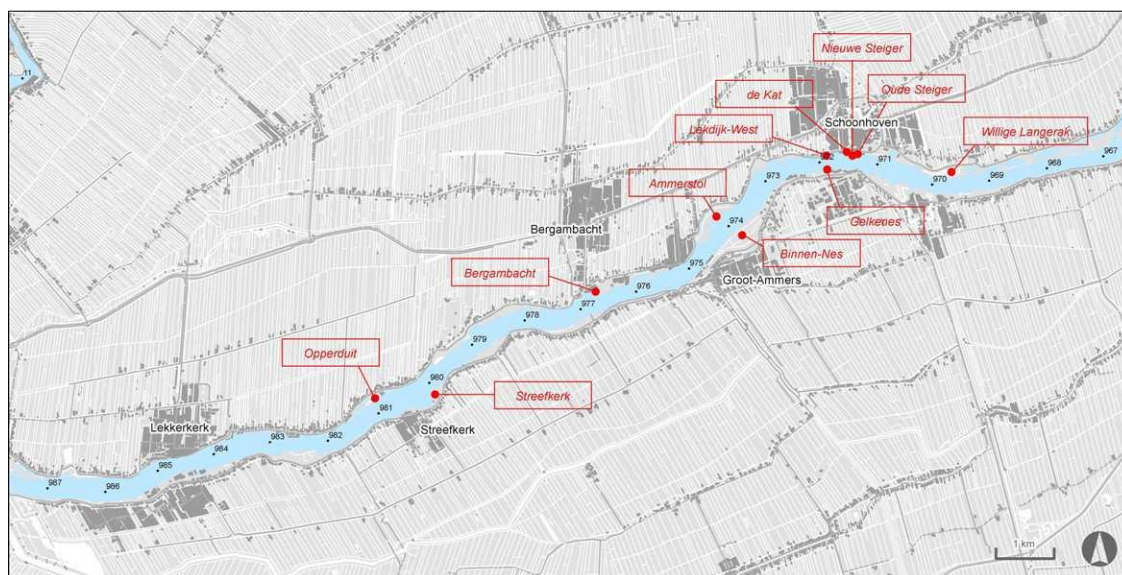 Nieuwe Steiger
11
de Kat
Oude Steiger
Schoonhoven
Lekdijk-West
Willige Langerak
967
968
971
969
970
973
Ammerstol
974
Gelkenes
Bergambacht
Binnen-Nes
975
Groot-Ammers
Bergambacht
976
977
978
979
Opperduit
980
Streefkerk
981
Lekkerkerk
Streefkerk
982
983
984
985
987
986
1 km